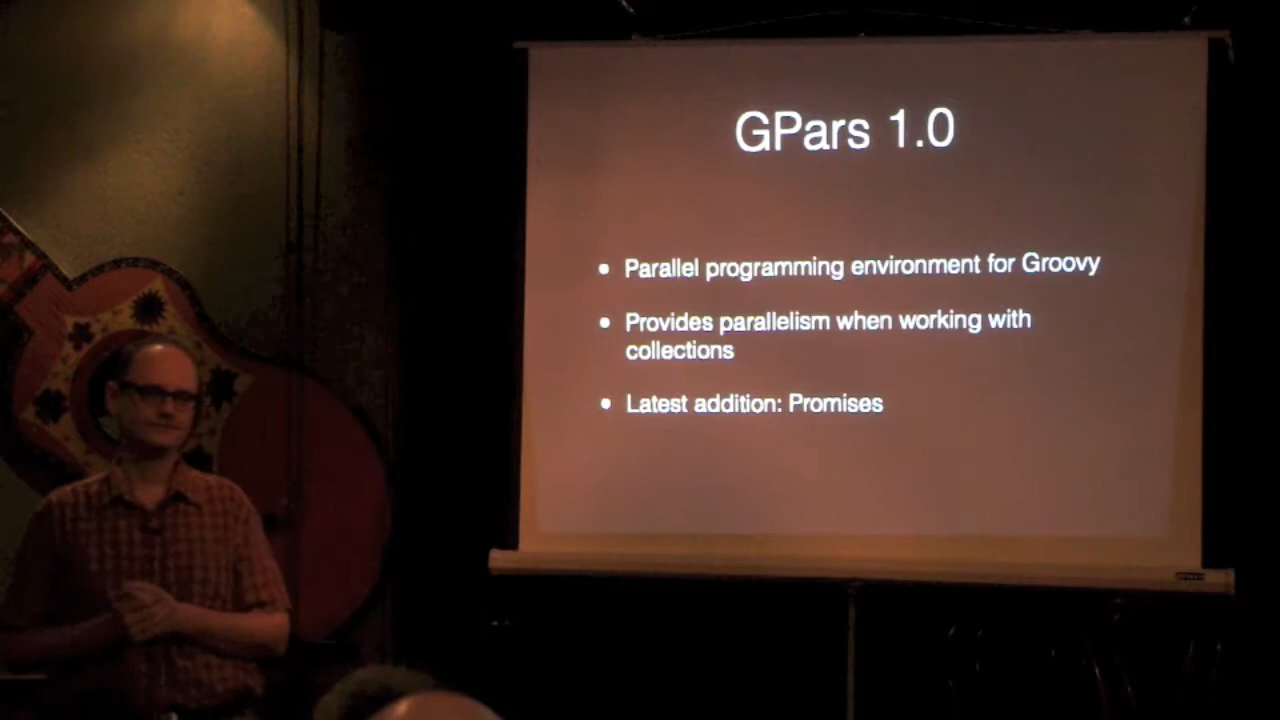 GPars 1.0
• Parallel programming environment for Groovy
• Provides parallelism when working with
collections
• Latest addition: Promises